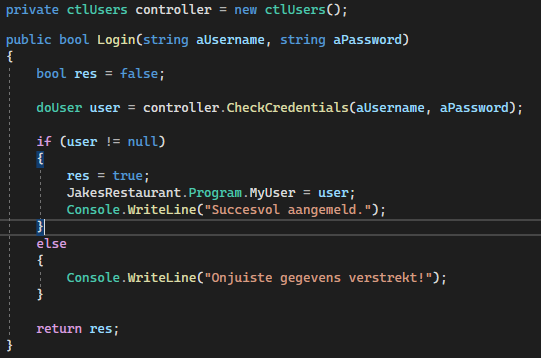 private ctlUsers controller = new ctlUsers();
public bool Login(string aUsername, string aPassword)
{
bool res = false;
doUser user = controller.CheckCredentials(aUsername, aPassword);
if (user != null)
{
res = true;
JakesRestaurant.Program.MyUser = user;
Console.WriteLine("Succesvol aangemeld.");
}
else
{
Console.WriteLine("Onjuiste gegevens verstrekt!");
}
return res;
}